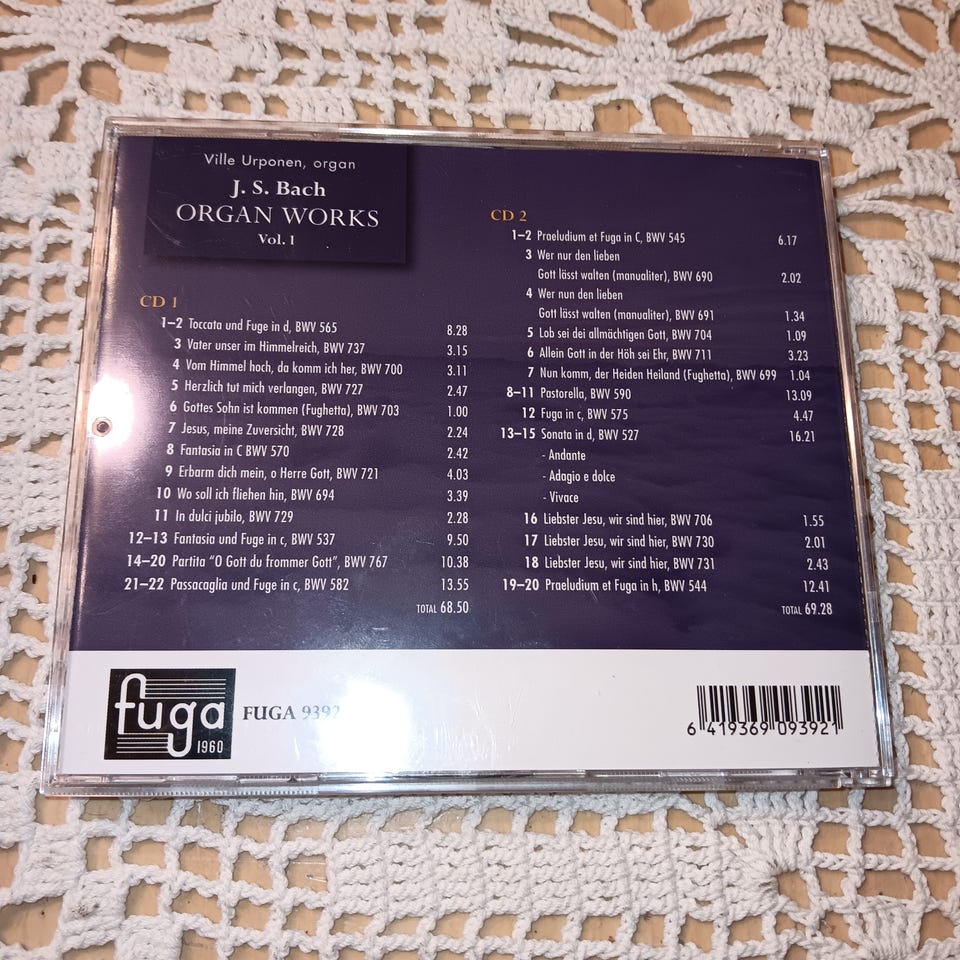 Ville Urponen, organ
J. S. Bach
ORGAN WORKS
Vol. 1
CD 1
1–2 Toccata und Fuge in d, BWV 565 8.28
3 Vater unser im Himmelreich, BWV 737 3.15
4 Vom Himmel hoch, da komm ich her, BWV 700 3.11
5 Herzlich tut mich verlangen, BWV 727 2.47
6 Gottes Sohn ist kommen (Fughetta), BWV 703 1.00
7 Jesus, meine Zuversicht, BWV 728 2.24
8 Fantasia in C BWV 570 2.42
9 Erbarm dich mein, o Herre Gott, BWV 721 4.03
10 Wo soll ich fliehen hin, BWV 694 3.39
11 In dulci jubilo, BWV 729 2.28
12–13 Fantasia und Fuge in c, BWV 537 9.50
14–20 Partita "O Gott du frommer Gott", BWV 767 10.38
21–22 Passacaglia und Fuge in c, BWV 582 13.55
TOTAL 68.50
CD 2
1–2 Praeludium et Fuga in C, BWV 545 6.17
3 Wer nur den lieben
Gott lässt walten (manualiter), BWV 690 2.02
4 Wer nun den lieben
Gott lässt walten (manualiter), BWV 691 1.34
5 Lob sei dei allmächtigen Gott, BWV 704 1.09
6 Allein Gott in der Höh sei Ehr, BWV 711 3.23
7 Nun komm, der Heiden Heiland (Fughetta), BWV 699 1.04
8–11 Pastorella, BWV 590 13.09
12 Fuga in c, BWV 575 4.47
13–15 Sonata in d, BWV 527 16.21
- Andante
- Adagio e dolce
- Vivace
16 Liebster Jesu, wir sind hier, BWV 706 1.55
17 Liebster Jesu, wir sind hier, BWV 730 2.01
18 Liebster Jesu, wir sind hier, BWV 731 2.43
19–20 Praeludium et Fuga in h, BWV 544 12.41
TOTAL 69.28
fuga
1960
FUGA 9392
6 419369 093921